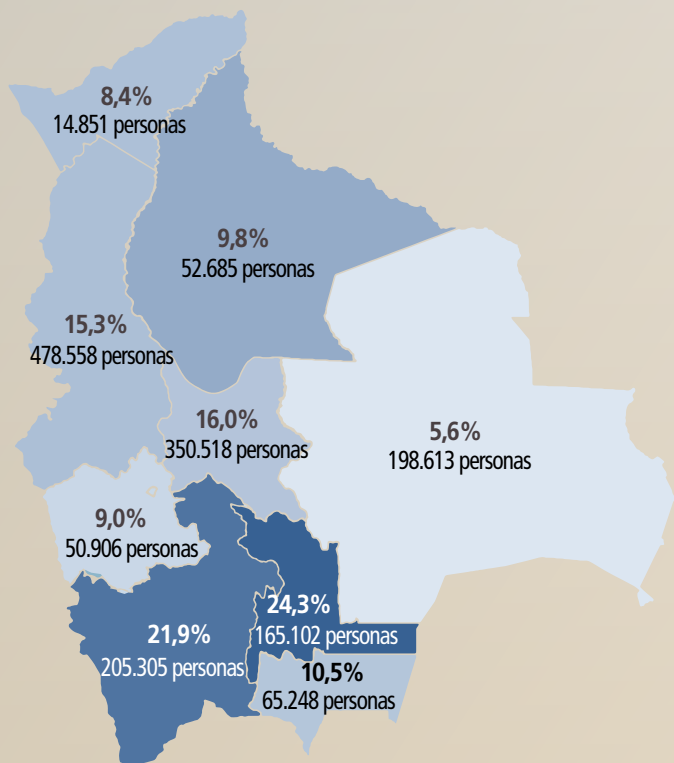 8,4%
14.851 personas
9,8%
52.685 personas
15,3%
478.558 personas
16,0%
350.518 personas
5,6%
198.613 personas
9,0%
50.906 personas
24,3%
165.102 personas
21,9%
205.305 personas
10,5%
65.248 personas